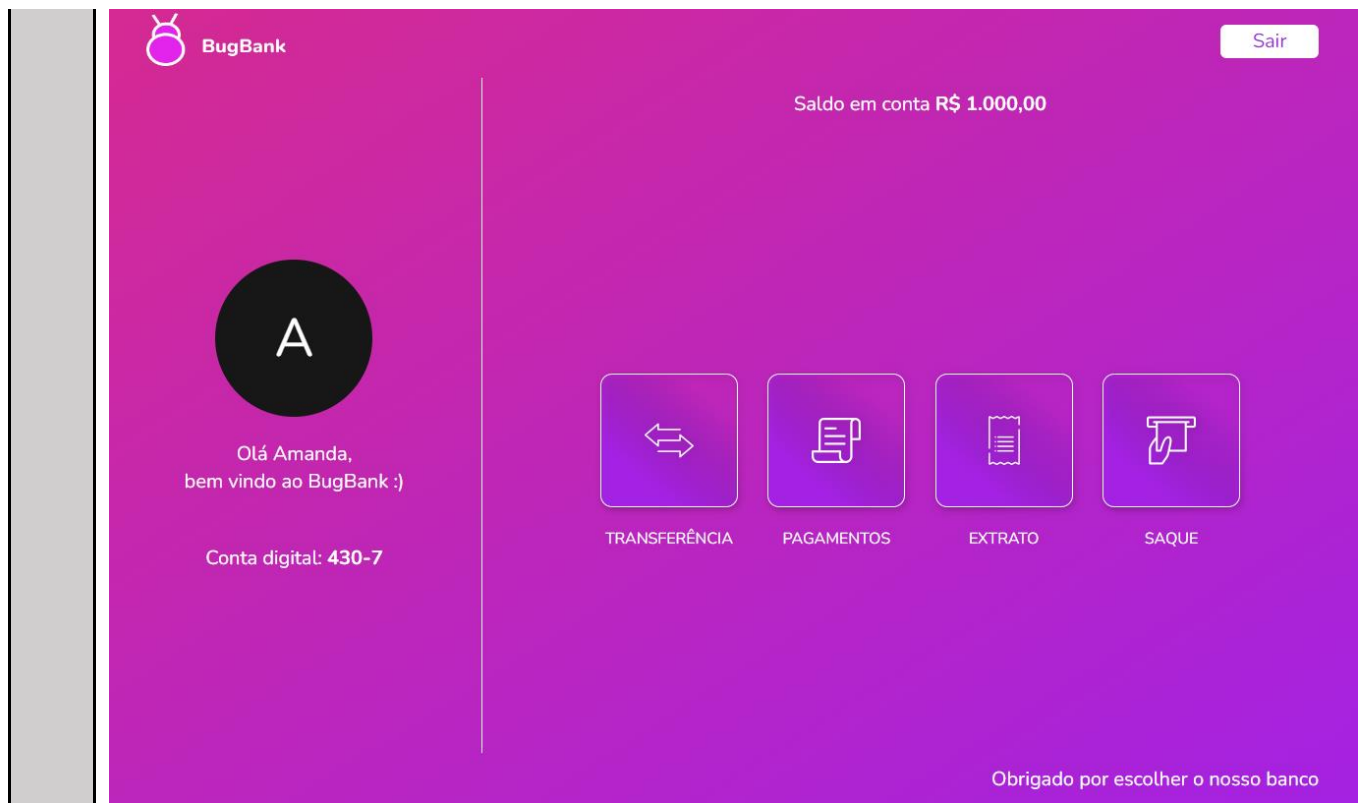 BugBank
Sair
Saldo em conta R$ 1.000,00
A
Olá Amanda,
bem vindo ao BugBank :)
Conta digital: 430-7
TRANSFERÊNCIA
PAGAMENTOS
EXTRATO
SAQUE
Obrigado por escolher o nosso banco